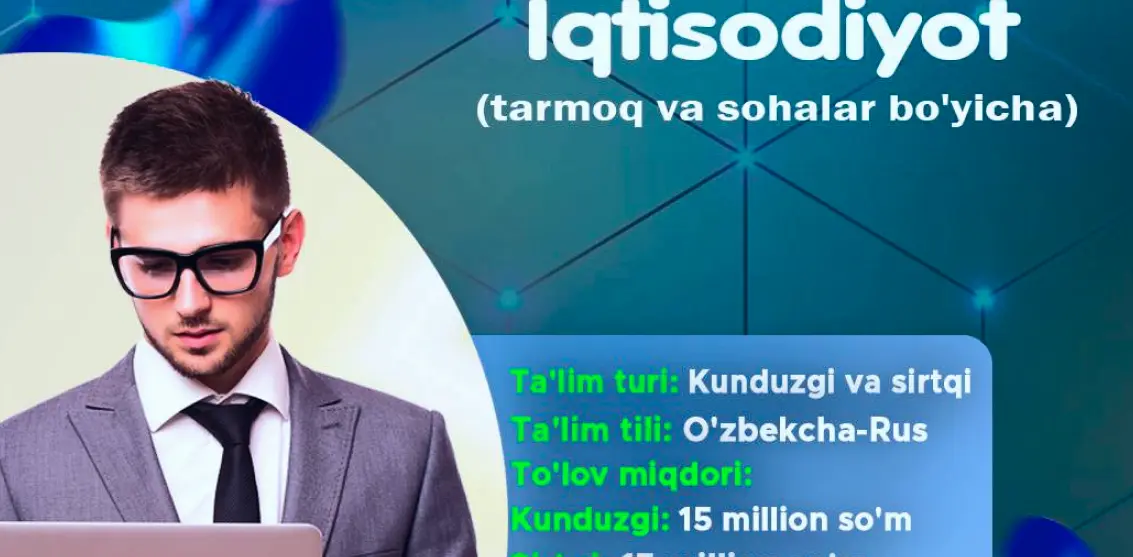 Iqtisodiyot
(tarmoq va sohalar bo'yicha)
Ta'lim turi: Kunduzgi va sirtqi
Ta'lim tili: O'zbekcha-Rus
To'lov miqdori:
Kunduzgi: 15 million so'm